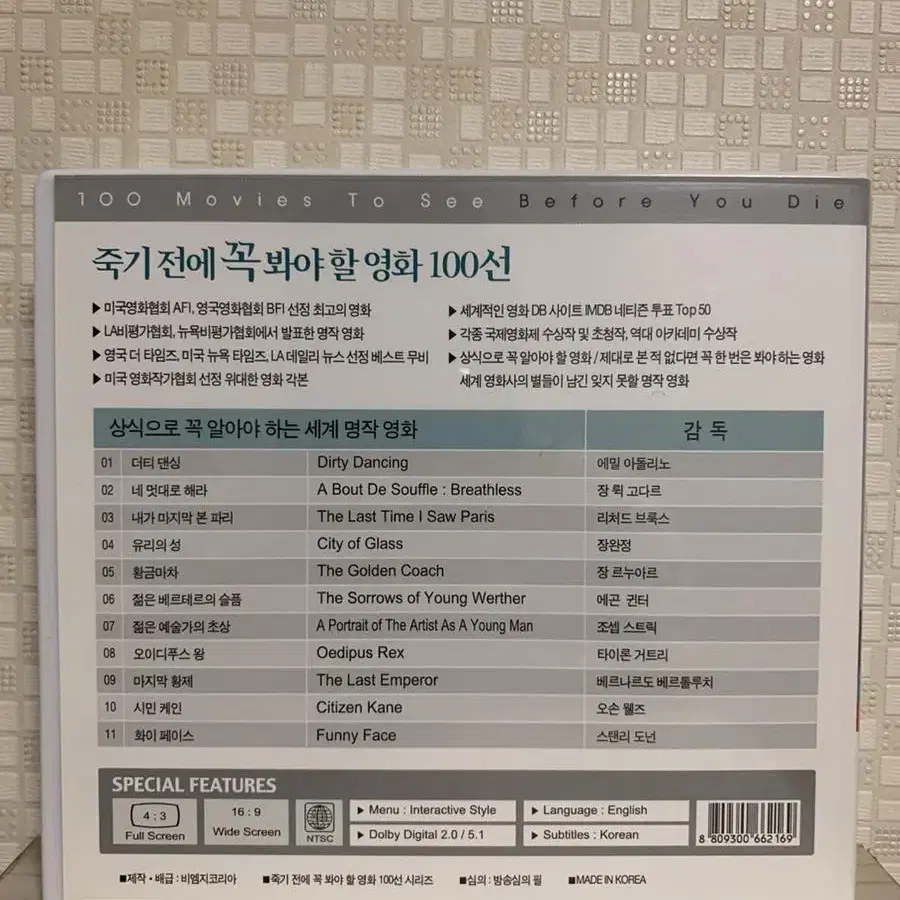 100 Movies To See Before You Die
죽기 전에 꼭 봐야 할 영화 100선
▶ 미국영화협회 AFI, 영국영화협회 BFI 선정 최고의 영화
▶ LA비평가협회, 뉴욕비평가협회에서 발표한 명작 영화
▶ 영국 더 타임즈, 미국 뉴욕 타임즈, LA 데일리 뉴스 선정 베스트 무비
▶ 미국 영화작가협회 선정 위대한 영화 각본
▶ 세계적인 영화 DB 사이트 IMDB 네티즌 투표 Top 50
▶ 각종 국제영화제 수상작 및 초청작, 역대 아카데미 수상작
▶ 상식으로 꼭 알아야 할 영화 / 제대로 본 적 없다면 꼭 한 번은 봐야 하는 영화
세계 영화사의 별들이 남긴 잊지 못할 명작 영화
상식으로 꼭 알아야 하는 세계 명작 영화 감 독
01 더티 댄싱 Dirty Dancing 에밀 아돌리노
02 네 멋대로 해라 A Bout De Souffle : Breathless 장 뤽 고다르
03 내가 마지막 본 파리 The Last Time I Saw Paris 리처드 브룩스
04 유리의 성 City of Glass 장완정
05 황금마차 The Golden Coach 장 르누아르
06 젊은 베르테르의 슬픔 The Sorrows of Young Werther 에곤 귄터
07 젊은 예술가의 초상 A Portrait of The Artist As A Young Man 조셉 스트릭
08 오이디푸스 왕 Oedipus Rex 타이론 거트리
09 마지막 황제 The Last Emperor 베르나르도 베르톨루치
10 시민 케인 Citizen Kane 오손 웰즈
11 화이 페이스 Funny Face 스탠리 도넌
SPECIAL FEATURES
4 : 3
Full Screen
16 : 9
Wide Screen
NTSC
▶ Menu : Interactive Style
▶ Dolby Digital 2.0 / 5.1
▶ Language : English
▶ Subtitles : Korean
8 809300 662169
■제작 · 배급 : 비엠지코리아 ■죽기 전에 꼭 봐야 할 영화 100선 시리즈 ■심의 : 방송심의 필 ■MADE IN KOREA